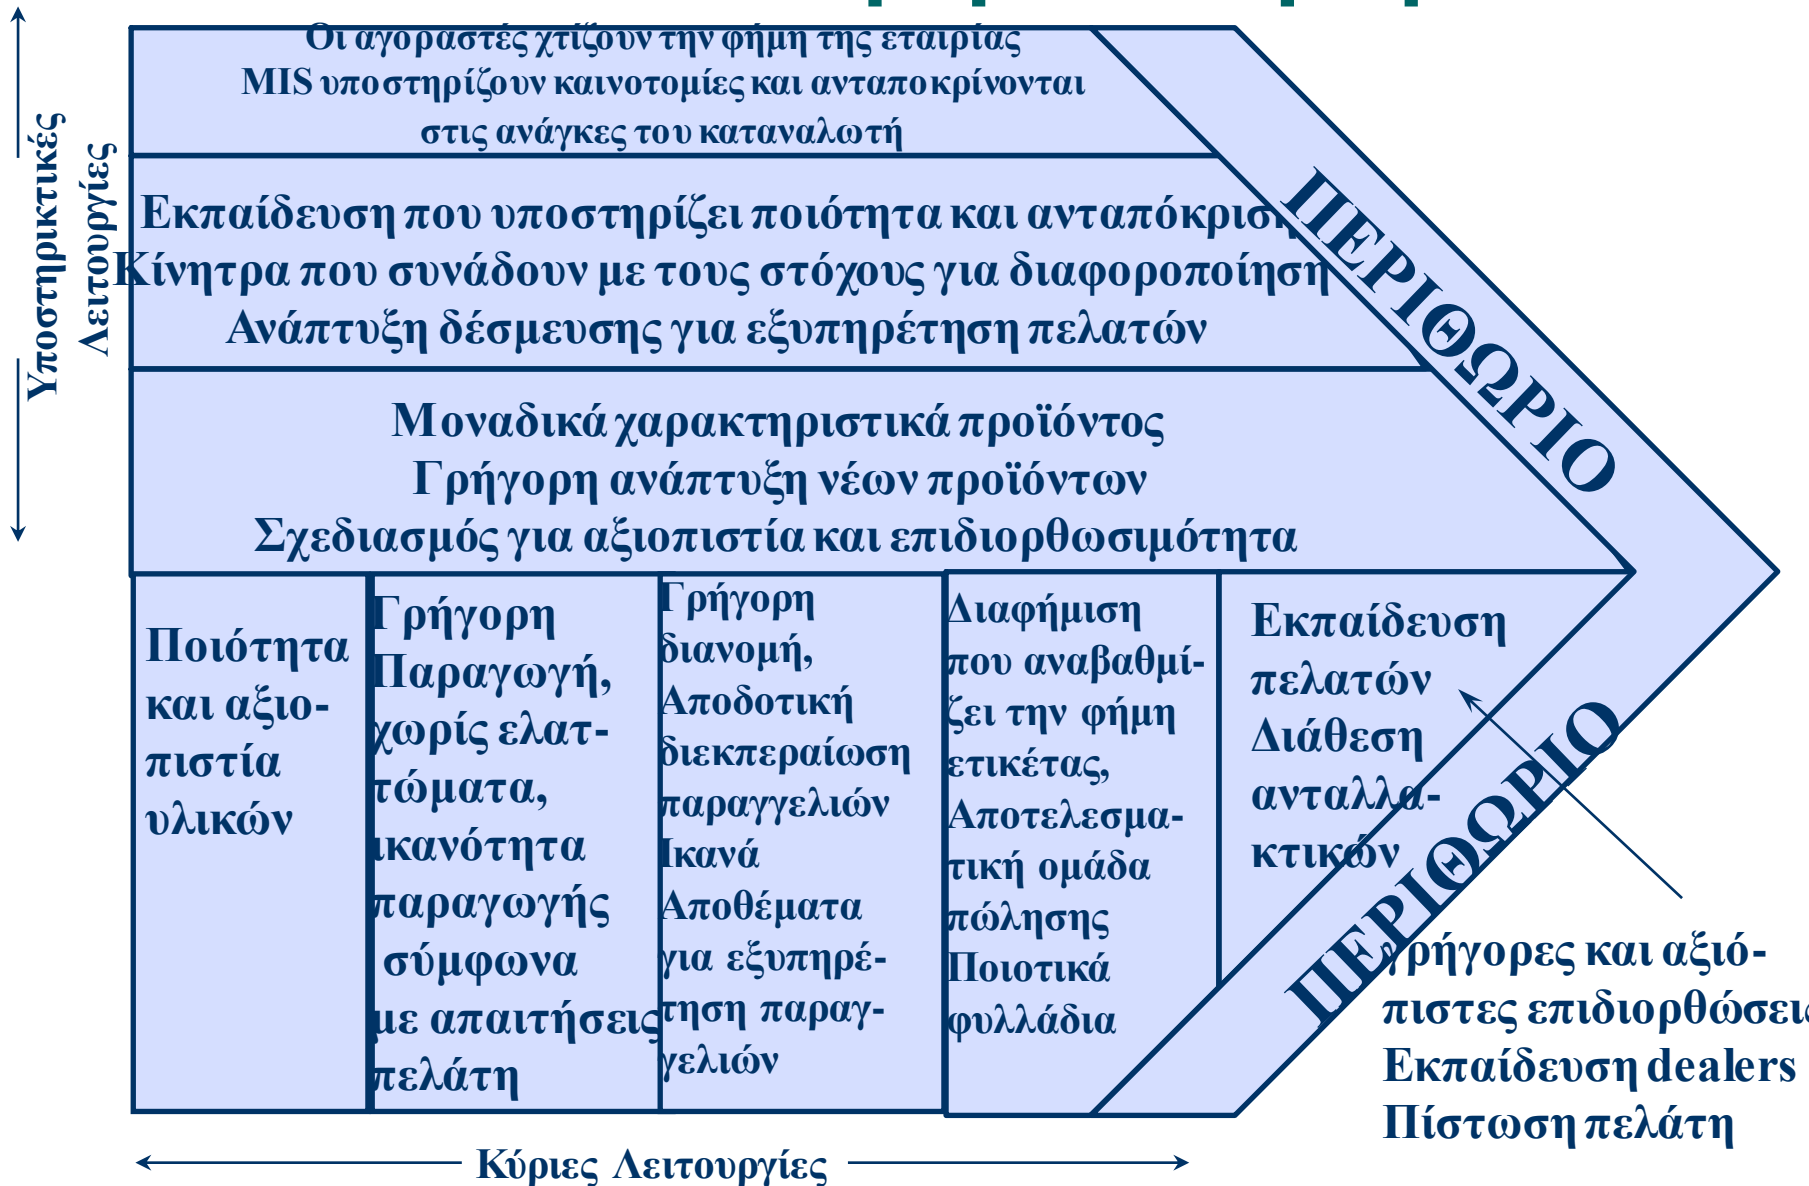 Οι αγοραστές χτίζουν την φήμη της εταιρίας
MIS υποστηρίζουν καινοτομίες και ανταποκρίνονται
στις ανάγκες του καταναλωτή
Υποστηρικτικές
Λειτουργίες
Εκπαίδευση που υποστηρίζει ποιότητα και ανταπόκριση
Κίνητρα που συνάδουν με τους στόχους για διαφοροποίηση
Ανάπτυξη δέσμευσης για εξυπηρέτηση πελατών
ΠΕΡΙΘΩΡΙΟ
Μοναδικά χαρακτηριστικά προϊόντος
Γρήγορη ανάπτυξη νέων προϊόντων
Σχεδιασμός για αξιοπιστία και επιδιορθωσιμότητα
Ποιότητα
και αξιο-
πιστία
υλικών
Γρήγορη
Παραγωγή,
χωρίς ελατ-
τώματα,
ικανότητα
παραγωγής
σύμφωνα
με απαιτήσεις
πελάτη
Γρήγορη
διανομή,
Αποδοτική
διεκπεραίωση
παραγγελιών
Ικανά
Αποθέματα
για εξυπηρέ-
τηση παραγ-
γελιών
Διαφήμιση
που αναβαθμί-
ζει την φήμη
ετικέτας,
Αποτελεσμα-
τική ομάδα
πώλησης
Ποιοτικά
φυλλάδια
Εκπαίδευση
πελατών
Διάθεση
ανταλλα-
κτικών
ΠΕΡΙΘΩΡΙΟ
γρήγορες και αξιό-
πιστες επιδιορθώσεις
Εκπαίδευση dealers
Πίστωση πελάτη
Κύριες Λειτουργίες